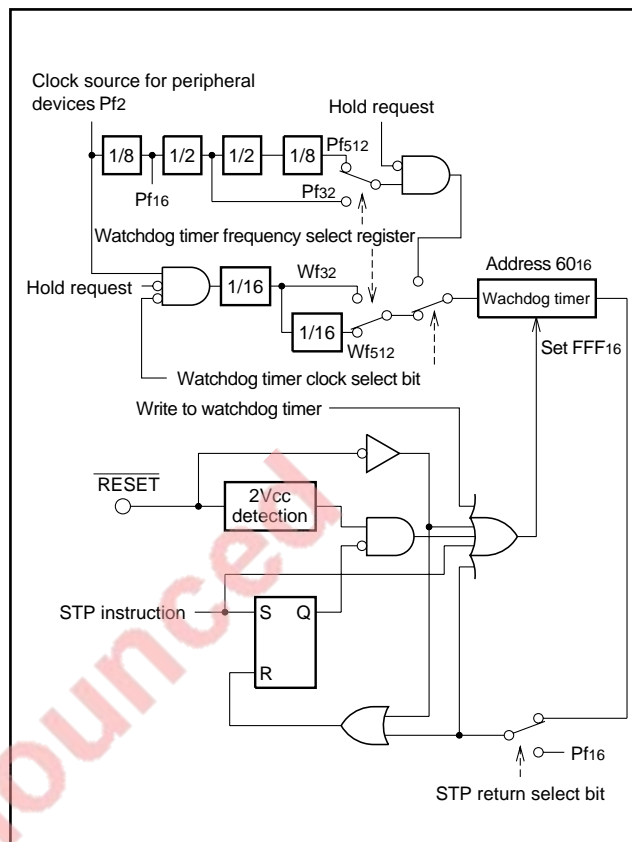 Clock source for peripheral
devices Pf2
Hold request
1/8
1/2
1/2
1/8
Pf512
Pf16
Pf32
Watchdog timer frequency select register
Hold request
1/16
Wf32
1/16
Wf512
Address 6016
Wachdog timer
Set FFF16
Watchdog timer clock select bit
Write to watchdog timer
RESET
2Vcc
detection
STP instruction
S Q
R
Pf16
STP return select bit
ounced